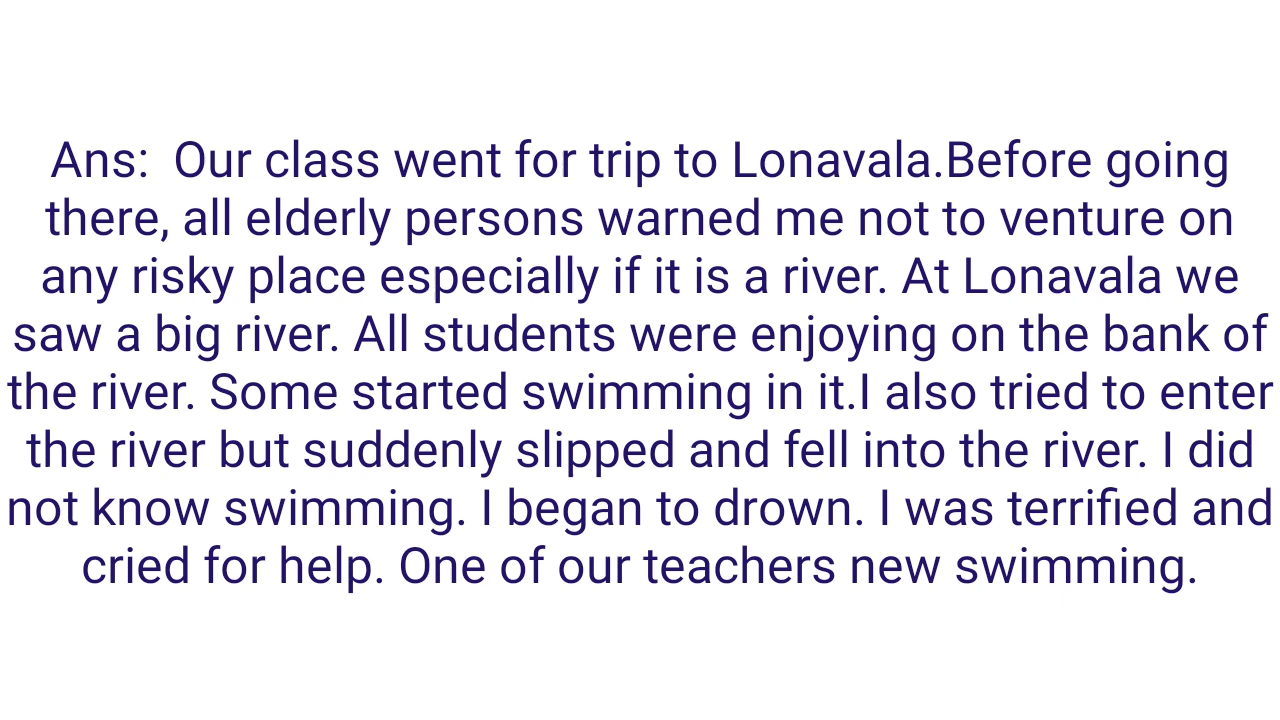 Ans:  Our class went for trip to Lonavala.Before going
there, all elderly persons warned me not to venture on
any risky place especially if it is a river. At Lonavala we
saw a big river. All students were enjoying on the bank of
the river. Some started swimming in it.I also tried to enter
the river but suddenly slipped and fell into the river. I did
not know swimming. I began to drown. I was terrified and
cried for help. One of our teachers new swimming.